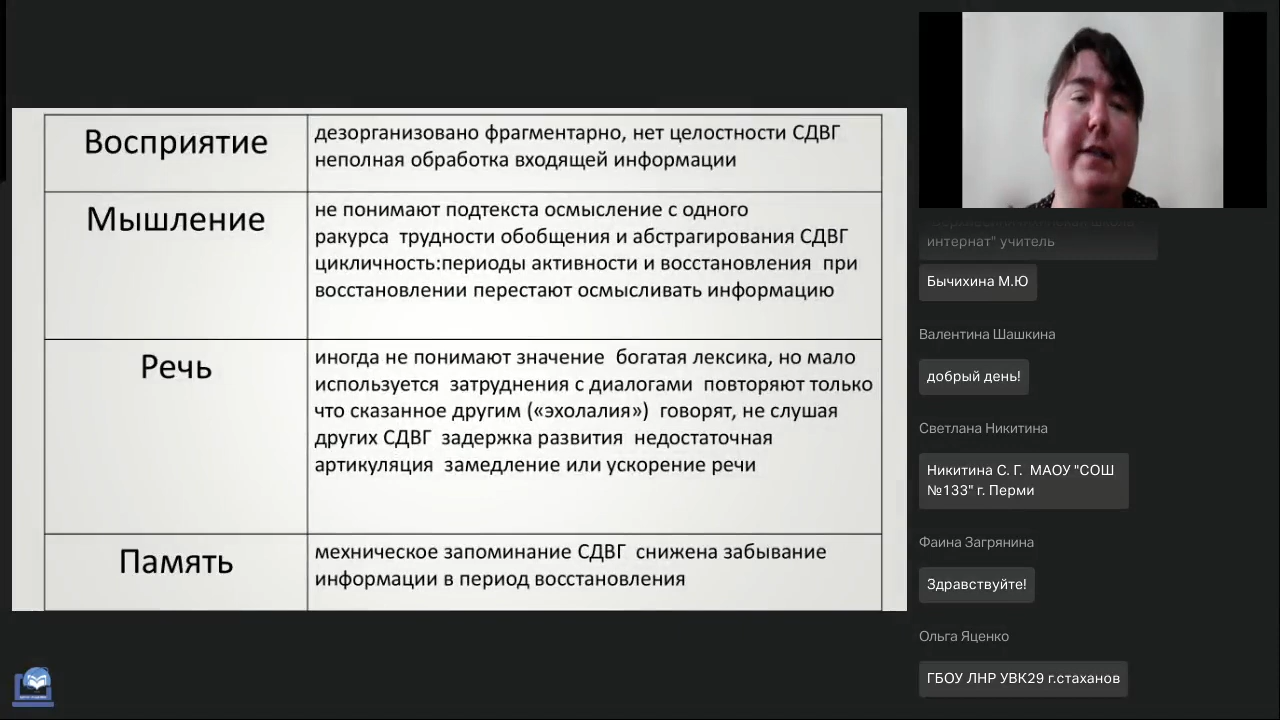 Восприятие
дезорганизовано фрагментарно, нет целостности СДВГ
неполная обработка входящей информации
Мышление
не понимают подтекста осмысление с одного
ракурса трудности обобщения и абстрагирования СДВГ
цикличность:периоды активности и восстановления при
восстановлении перестают осмысливать информацию
Речь
иногда не понимают значение богатая лексика, но мало
используется затруднения с диалогами повторяют только
что сказанное другим («эхолалия») говорят, не слушая
других СДВГ задержка развития недостаточная
артикуляция замедление или ускорение речи
Память
мехническое запоминание СДВГ снижена забывание
информации в период восстановления
интернат" учитель
Бычихина М.Ю
Валентина Шашкина
добрый день!
Светлана Никитина
Никитина С. Г. МАОУ "СОШ
№133" г. Перми
Фаина Загрянина
Здравствуйте!
Ольга Яценко
ГБОУ ЛНР УВК29 г.стаханов